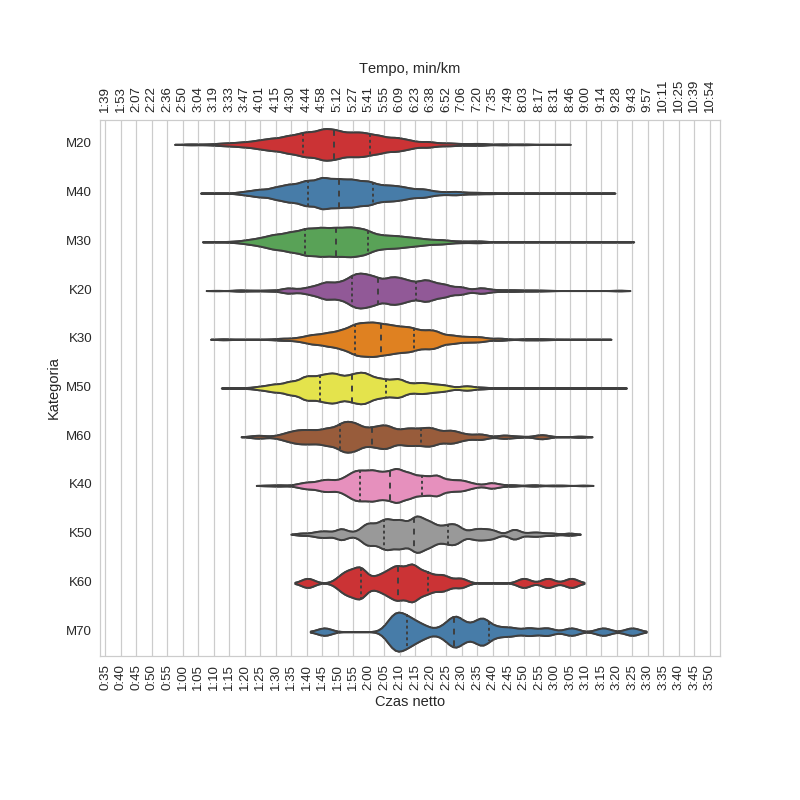 Tempo, min/km
1:39 1:53 2:07 2:22 2:36 2:50 3:04 3:19 3:33 3:47 4:01 4:15 4:30 4:44 4:58 5:12 5:27 5:41 5:55 6:09 6:23 6:38 6:52 7:06 7:20 7:35 7:49 8:03 8:17 8:31 8:46 9:00 9:14 9:28 9:43 9:57 10:11 10:25 10:39 10:54
Kategoria
M20
M40
M30
K20
K30
M50
M60
K40
K50
K60
M70
0:35 0:40 0:45 0:50 0:55 1:00 1:05 1:10 1:15 1:20 1:25 1:30 1:35 1:40 1:45 1:50 1:55 2:00 2:05 2:10 2:15 2:20 2:25 2:30 2:35 2:40 2:45 2:50 2:55 3:00 3:05 3:10 3:15 3:20 3:25 3:30 3:35 3:40 3:45 3:50
Czas netto